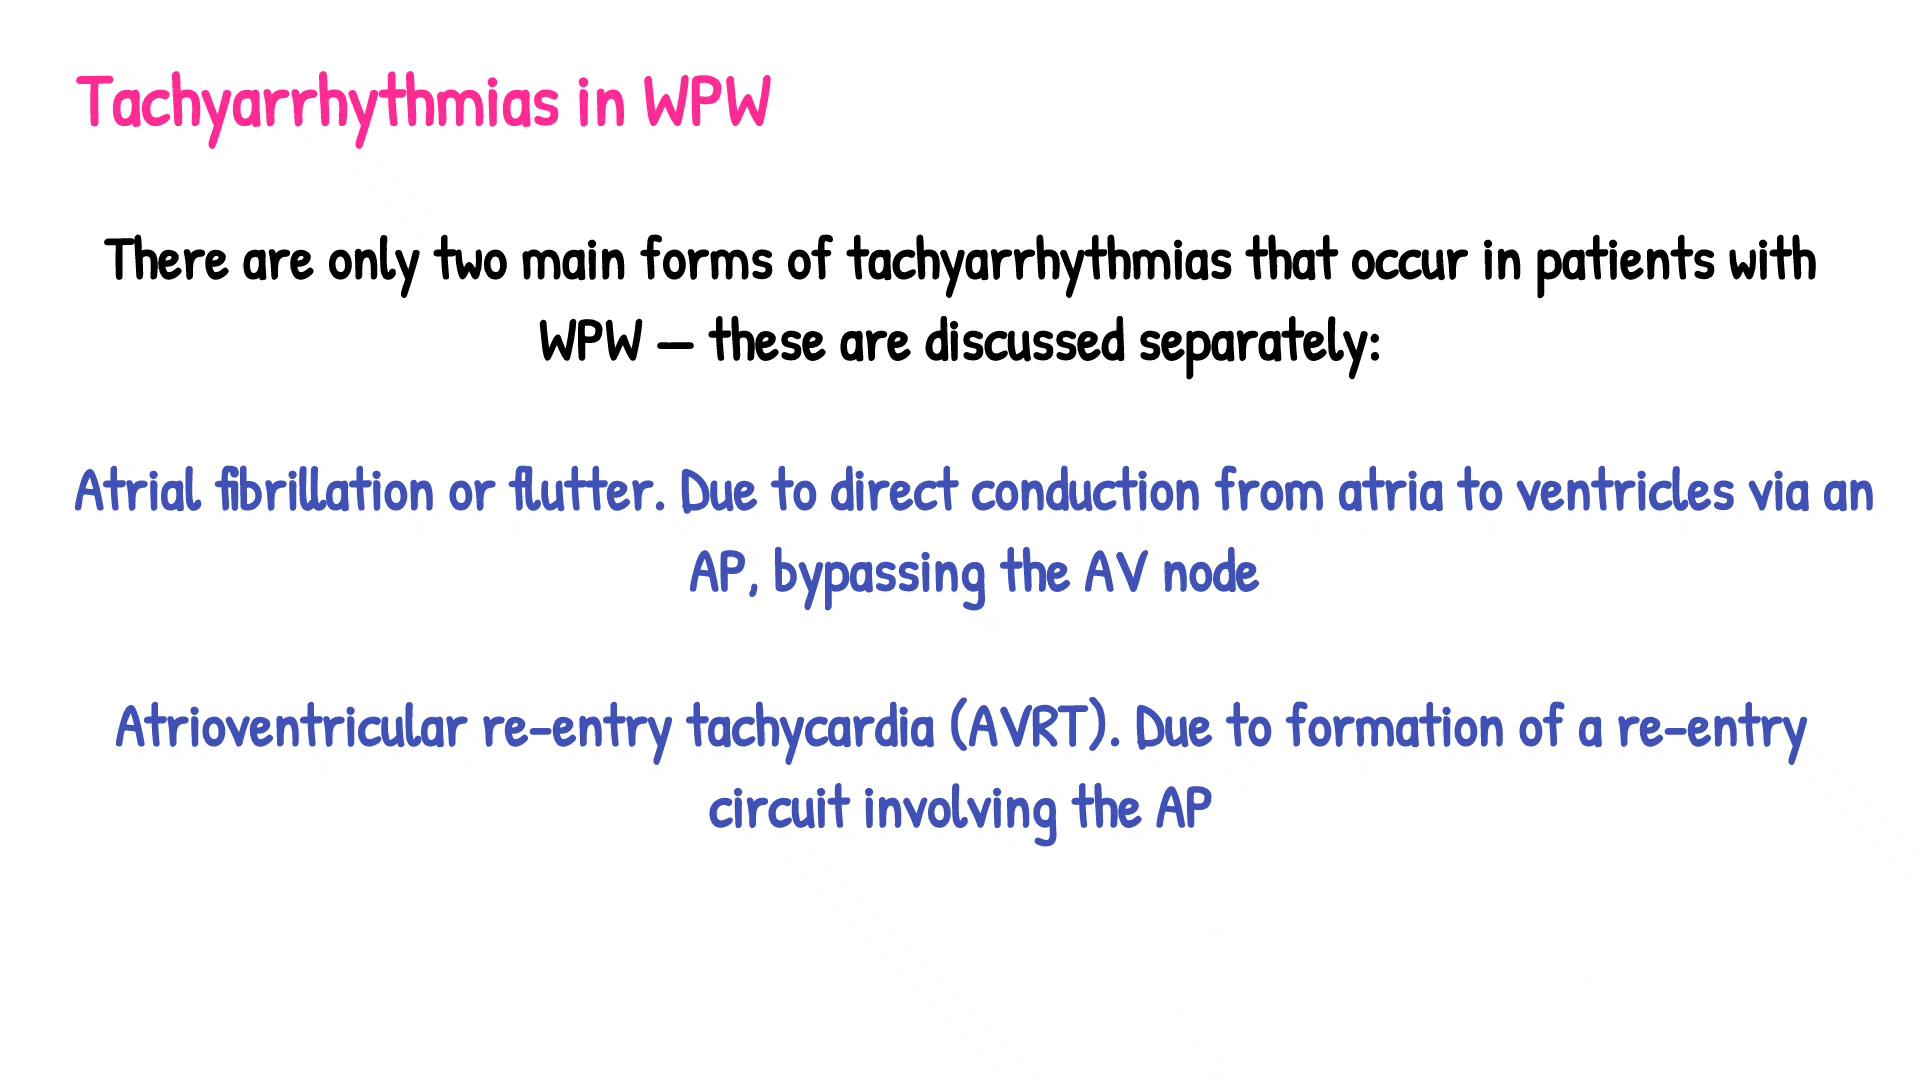 Tachyarrhythmias in WPW
There are only two main forms of tachyarrhythmias that occur in patients with
WPW — these are discussed separately:
Atrial fibrillation or flutter. Due to direct conduction from atria to ventricles via an
AP, bypassing the AV node
Atrioventricular re-entry tachycardia (AVRT). Due to formation of a re-entry
circuit involving the AP